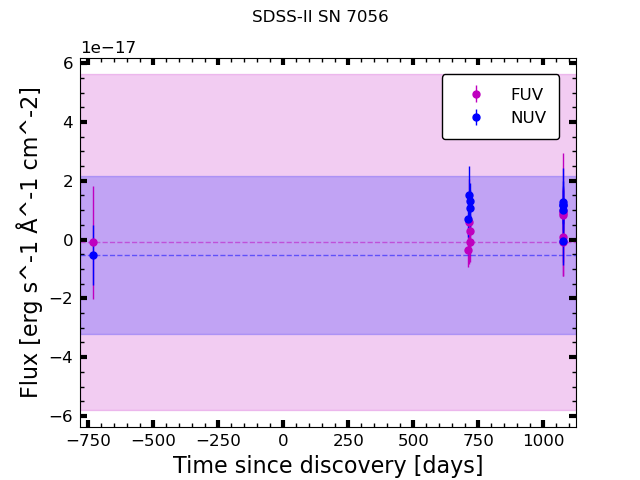 SDSS-II SN 7056
1e−17
FUV
NUV
6
4
2
0
−2
−4
−6
Flux [erg s^-1 Å^-1 cm^-2]
−750 −500 −250 0 250 500 750 1000
Time since discovery [days]